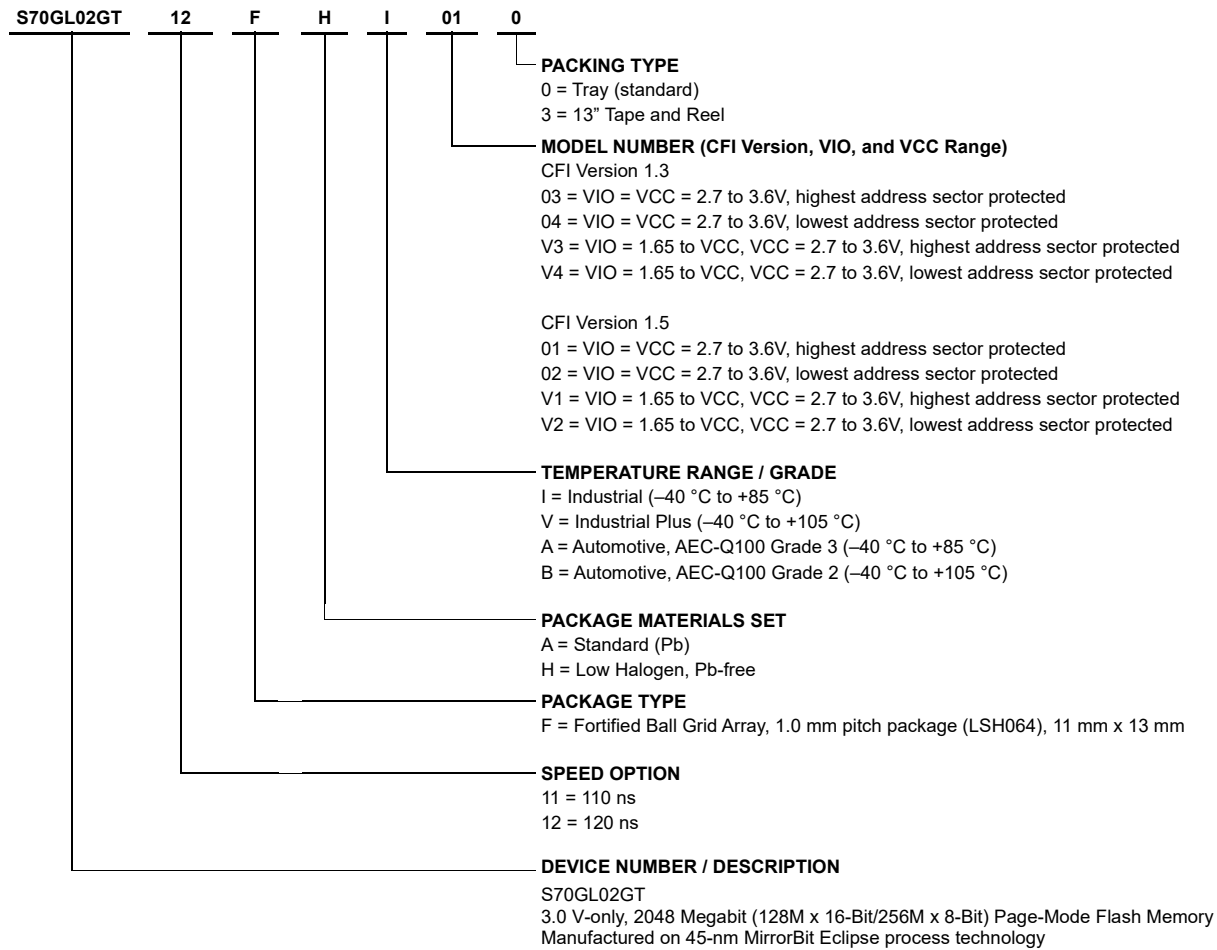 S70GL02GT 12 F H I 01 0
PACKING TYPE
0 = Tray (standard)
3 = 13” Tape and Reel
MODEL NUMBER (CFI Version, VIO, and VCC Range)
CFI Version 1.3
03 = VIO = VCC = 2.7 to 3.6V, highest address sector protected
04 = VIO = VCC = 2.7 to 3.6V, lowest address sector protected
V3 = VIO = 1.65 to VCC, VCC = 2.7 to 3.6V, highest address sector protected
V4 = VIO = 1.65 to VCC, VCC = 2.7 to 3.6V, lowest address sector protected
CFI Version 1.5
01 = VIO = VCC = 2.7 to 3.6V, highest address sector protected
02 = VIO = VCC = 2.7 to 3.6V, lowest address sector protected
V1 = VIO = 1.65 to VCC, VCC = 2.7 to 3.6V, highest address sector protected
V2 = VIO = 1.65 to VCC, VCC = 2.7 to 3.6V, lowest address sector protected
TEMPERATURE RANGE / GRADE
I = Industrial (–40 °C to +85 °C)
V = Industrial Plus (–40 °C to +105 °C)
A = Automotive, AEC-Q100 Grade 3 (–40 °C to +85 °C)
B = Automotive, AEC-Q100 Grade 2 (–40 °C to +105 °C)
PACKAGE MATERIALS SET
A = Standard (Pb)
H = Low Halogen, Pb-free
PACKAGE TYPE
F = Fortified Ball Grid Array, 1.0 mm pitch package (LSH064), 11 mm x 13 mm
SPEED OPTION
11 = 110 ns
12 = 120 ns
DEVICE NUMBER / DESCRIPTION
S70GL02GT
3.0 V-only, 2048 Megabit (128M x 16-Bit/256M x 8-Bit) Page-Mode Flash Memory
Manufactured on 45-nm MirrorBit Eclipse process technology